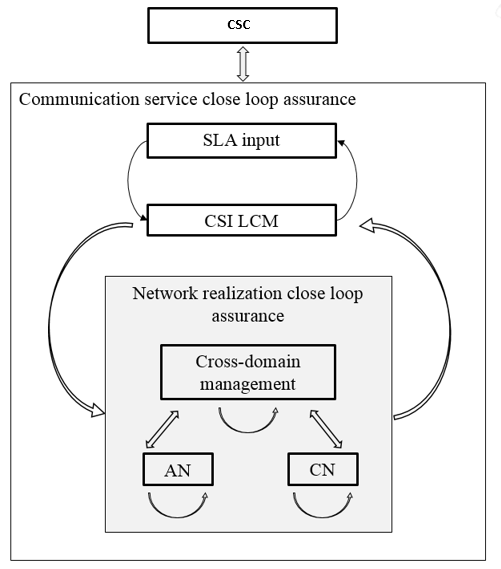 CSC
Communication service close loop assurance
SLA input
CSI LCM
Network realization close loop
assurance
Cross-domain
management
AN
CN